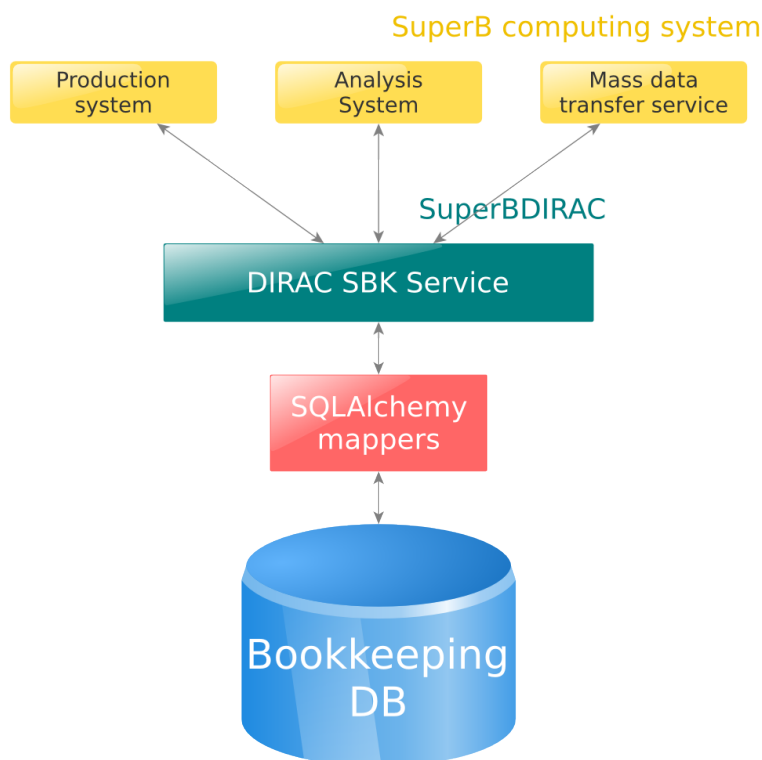 SuperB computing system
Production
system
Analysis
System
Mass data
transfer service
SuperBDIRAC
DIRAC SBK Service
SQLAlchemy
mappers
Bookkeeping
DB